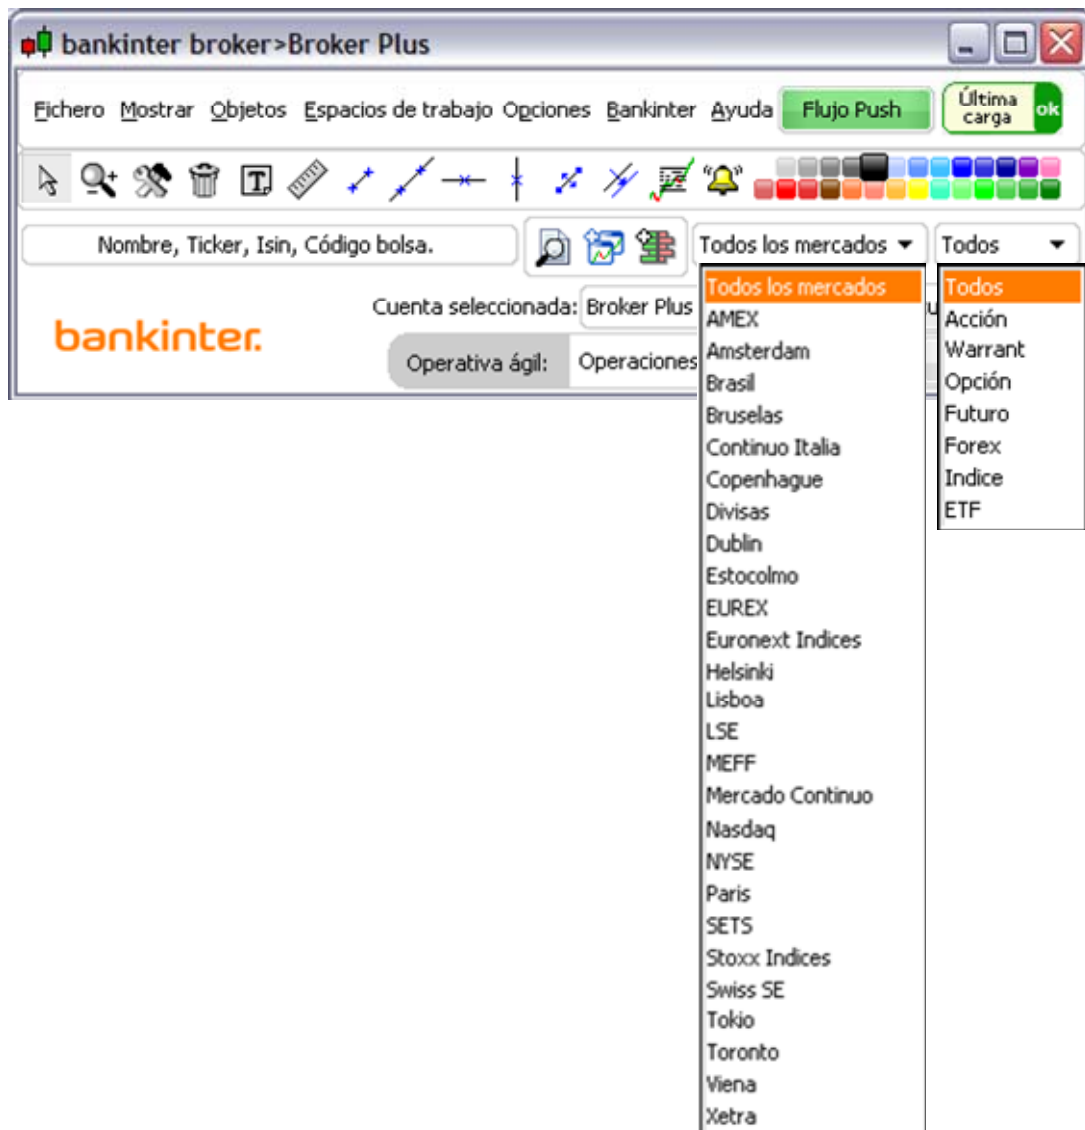 bankinter broker>Broker Plus
Fichero Mostrar Objetos Espacios de trabajo Opciones Bankinter Ayuda Flujo Push Última carga ok
T
Nombre, Ticker, Isin, Código bolsa. Todos los mercados Todos
Cuenta seleccionada: Broker Plus
bankinter.
Operativa ágil: Operaciones
Todos los mercados
AMEX
Amsterdam
Brasil
Bruselas
Continuo Italia
Copenhague
Divisas
Dublin
Estocolmo
EUREX
Euronext Indices
Helsinki
Lisboa
LSE
MEFF
Mercado Continuo
Nasdaq
NYSE
Paris
SETS
Stoxx Indices
Swiss SE
Tokio
Toronto
Viena
Xetra
Todos
Acción
Warrant
Opción
Futuro
Forex
Indice
ETF